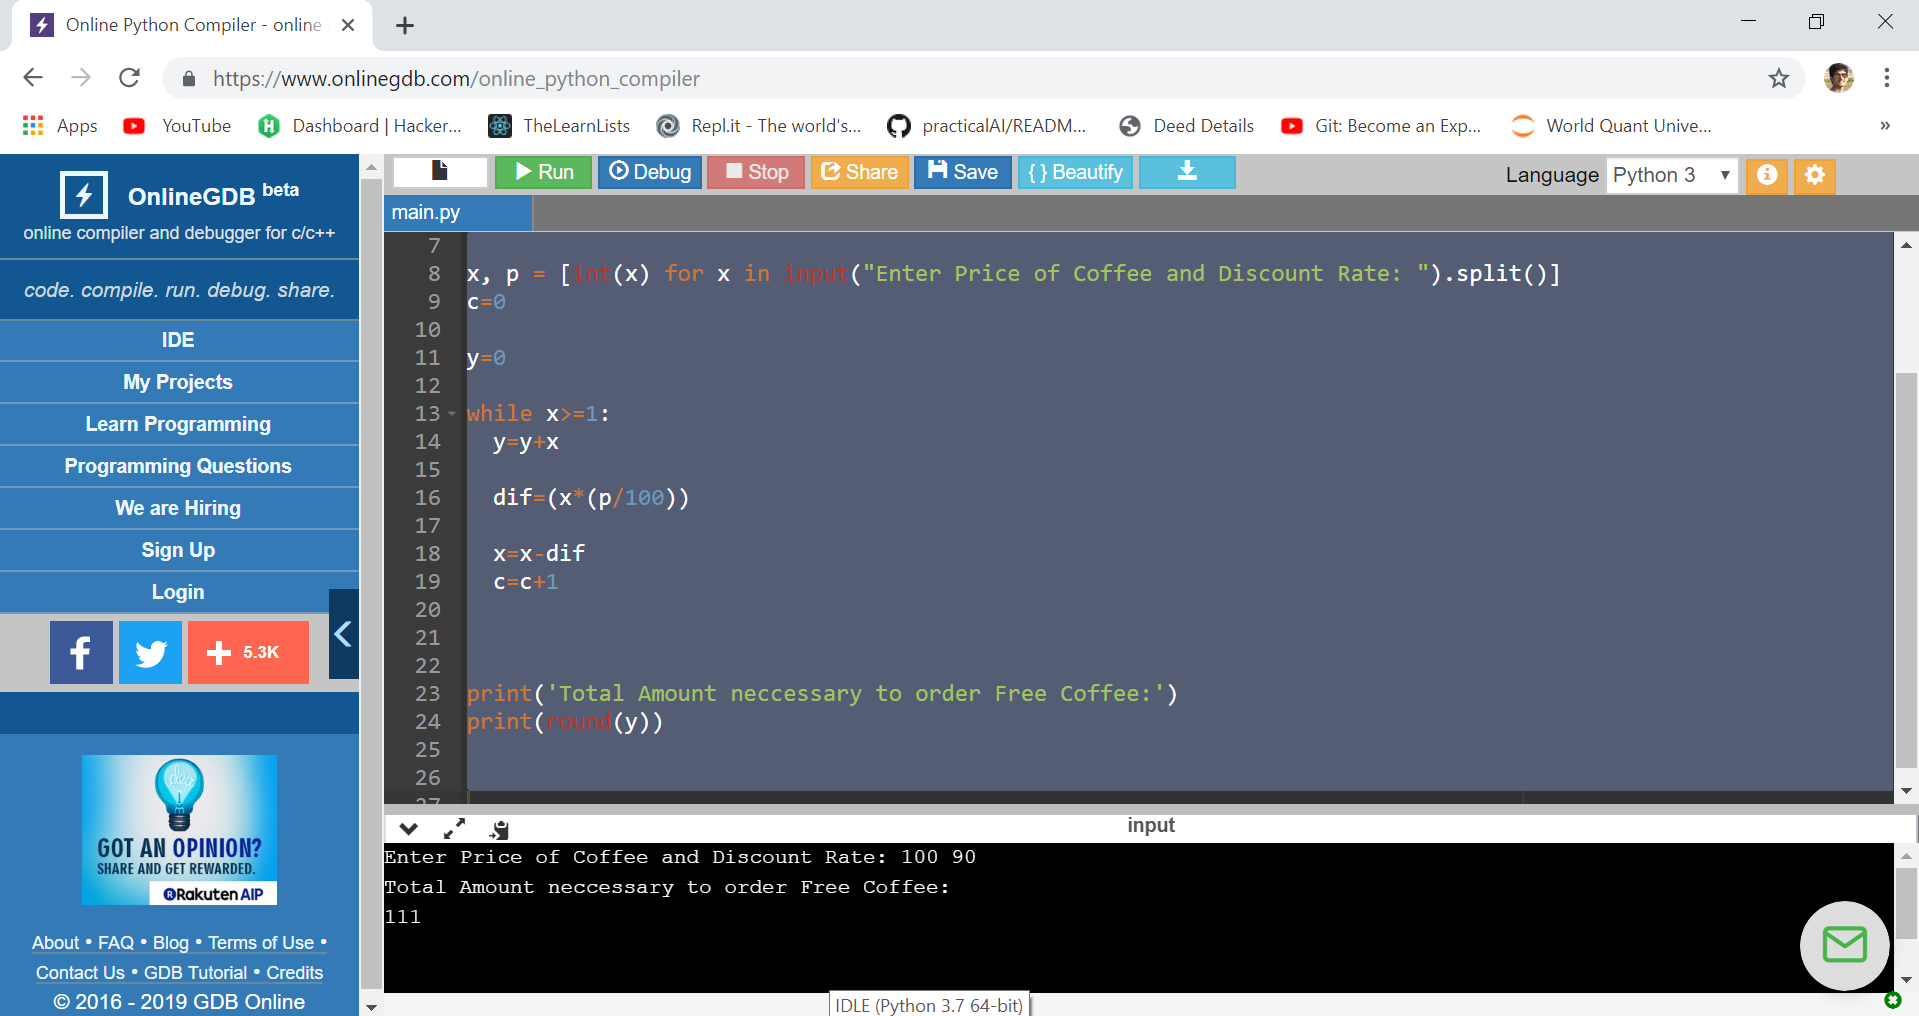 Online Python Compiler - online
https://www.onlinegdb.com/online_python_compiler
Apps YouTube Dashboard | Hacker... TheLearnLists Repl.it - The world's... practicalAI/READM... Deed Details Git: Become an Exp... World Quant Unive... »
OnlineGDB beta
online compiler and debugger for c/c++
code. compile. run. debug. share.
IDE
My Projects
Learn Programming
Programming Questions
We are Hiring
Sign Up
Login
5.3K
idea
GOT AN OPINION?
SHARE AND GET REWARDED.
Rakuten AIP
About • FAQ • Blog • Terms of Use •
Contact Us • GDB Tutorial • Credits
© 2016 - 2019 GDB Online
Run Debug Stop Share Save { } Beautify Language Python 3
main.py
7
8 x, p = [int(x) for x in input("Enter Price of Coffee and Discount Rate: ").split()]
9 c=0
10
11 y=0
12
13 while x>=1:
14 y=y+x
15
16 dif=(x*(p/100))
17
18 x=x-dif
19 c=c+1
20
21
22
23 print('Total Amount neccessary to order Free Coffee:')
24 print(round(y))
25
26
27
input
Enter Price of Coffee and Discount Rate: 100 90
Total Amount neccessary to order Free Coffee:
111
IDLE (Python 3.7 64-bit)